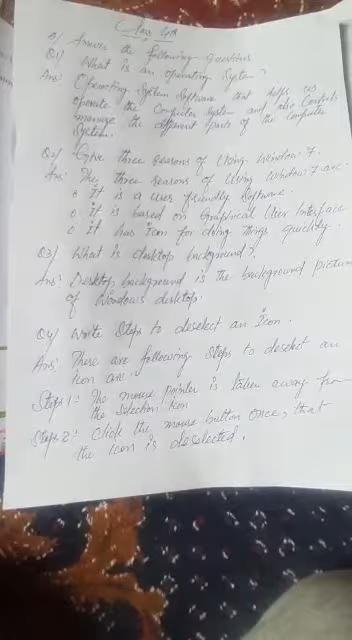 Class 4th
Q/ Answer the following questions
Q1/ What is an operating system?
Ans: Operating System Software that helps us
operate the Computer System and also Controls
manage the different parts of the Computer
System.
Q2/ Give three reasons of Using Window 7.
Ans: The three reasons of Using Window 7 are:
o It is a user friendly Software.
o It is based on Graphical User Interface
o It has Icon for doing things quickly.
Q3/ What is desktop background?
Ans: Desktop background is the background picture
of Windows desktop.
Q4/ Write Steps to deselect an Icon.
Ans: There are following Steps to deselect an
Icon are:
Step 1: The mouse pointer is taken away from
the Selection Icon
Step 2: Click the mouse button Once, that
the Icon is deselected.